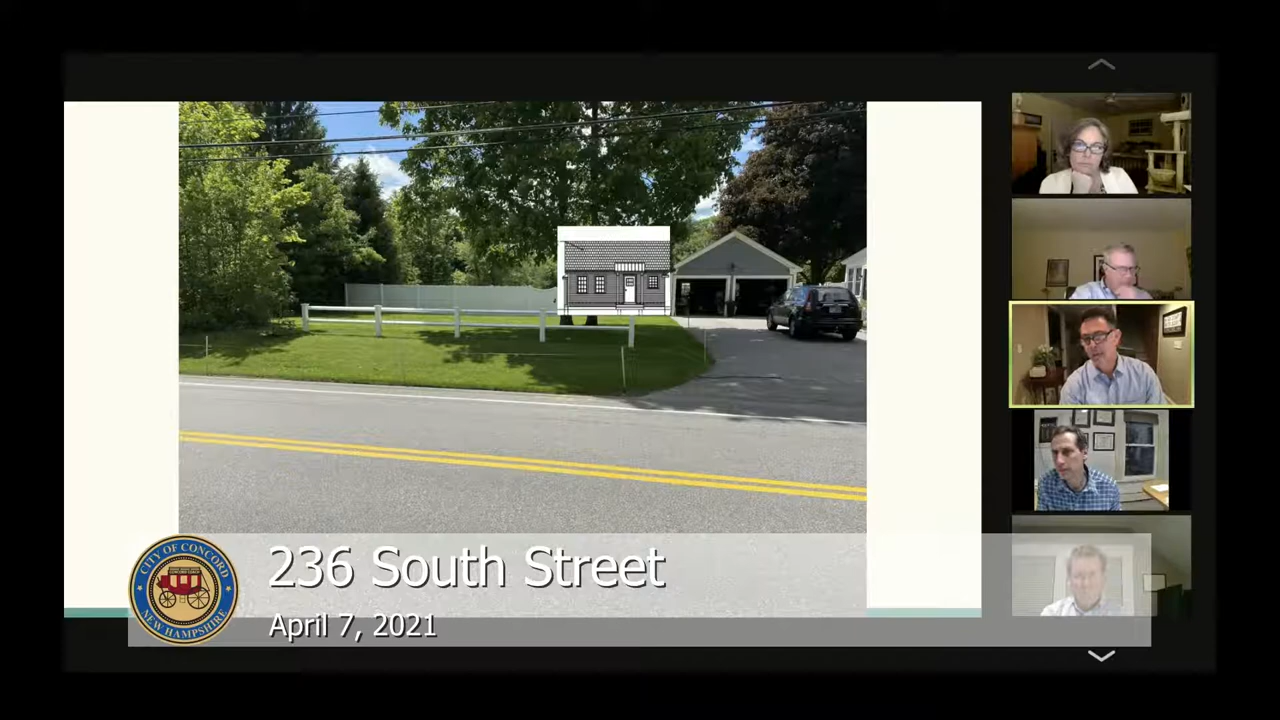 236 South Street
April 7, 2021
CITY OF CONCORD
NEW HAMPSHIRE